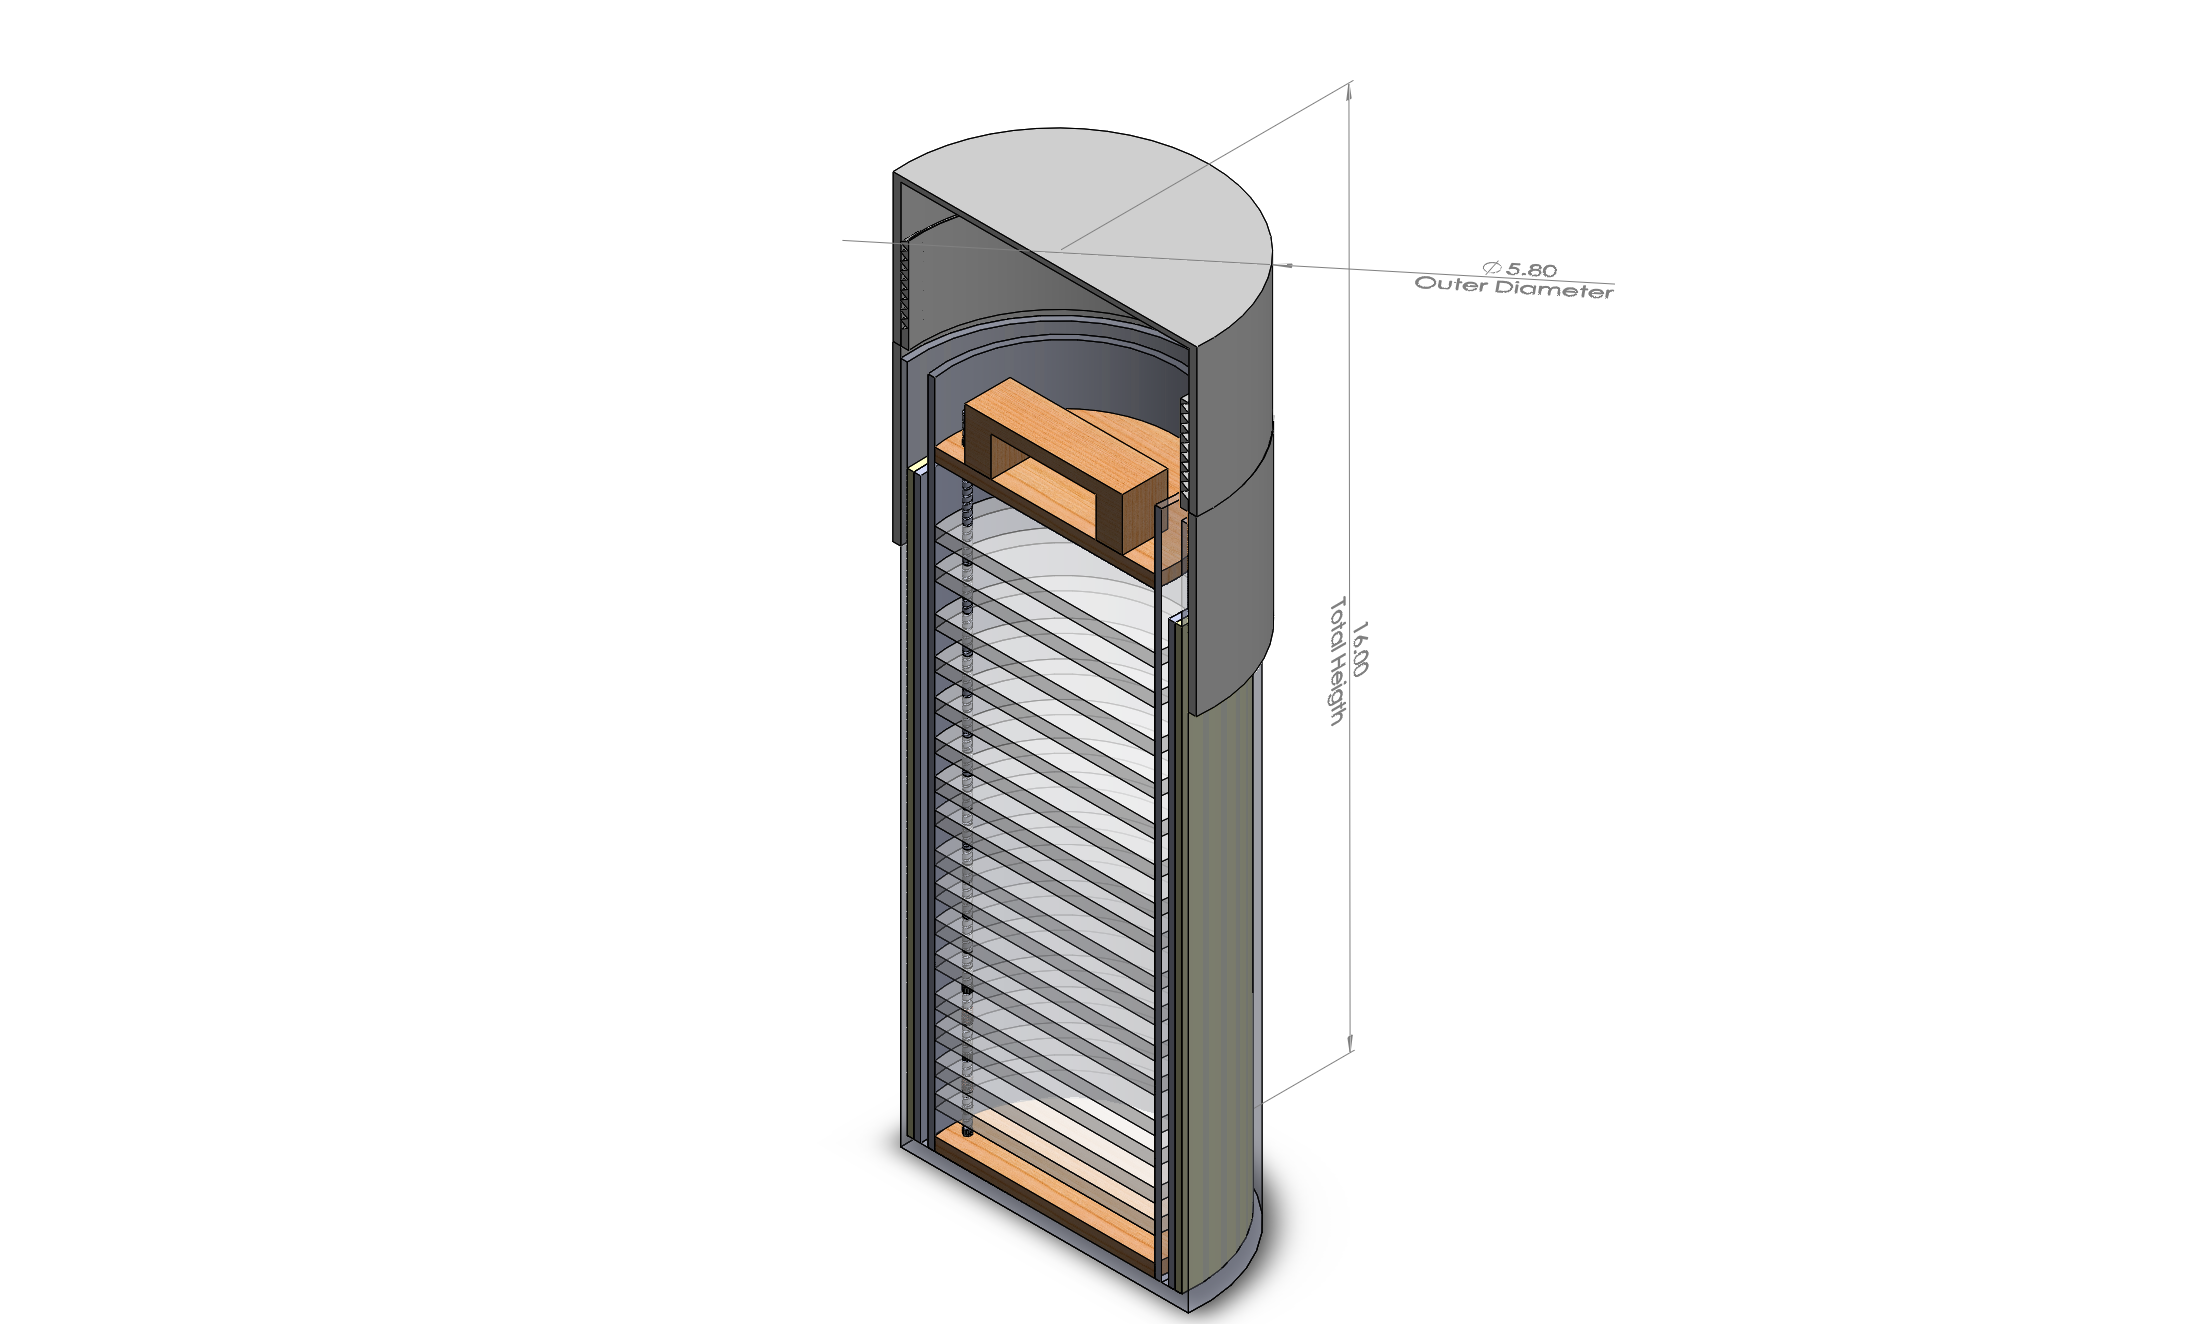 Ø 5.80
Outer Diameter
16.00
Total Heigth